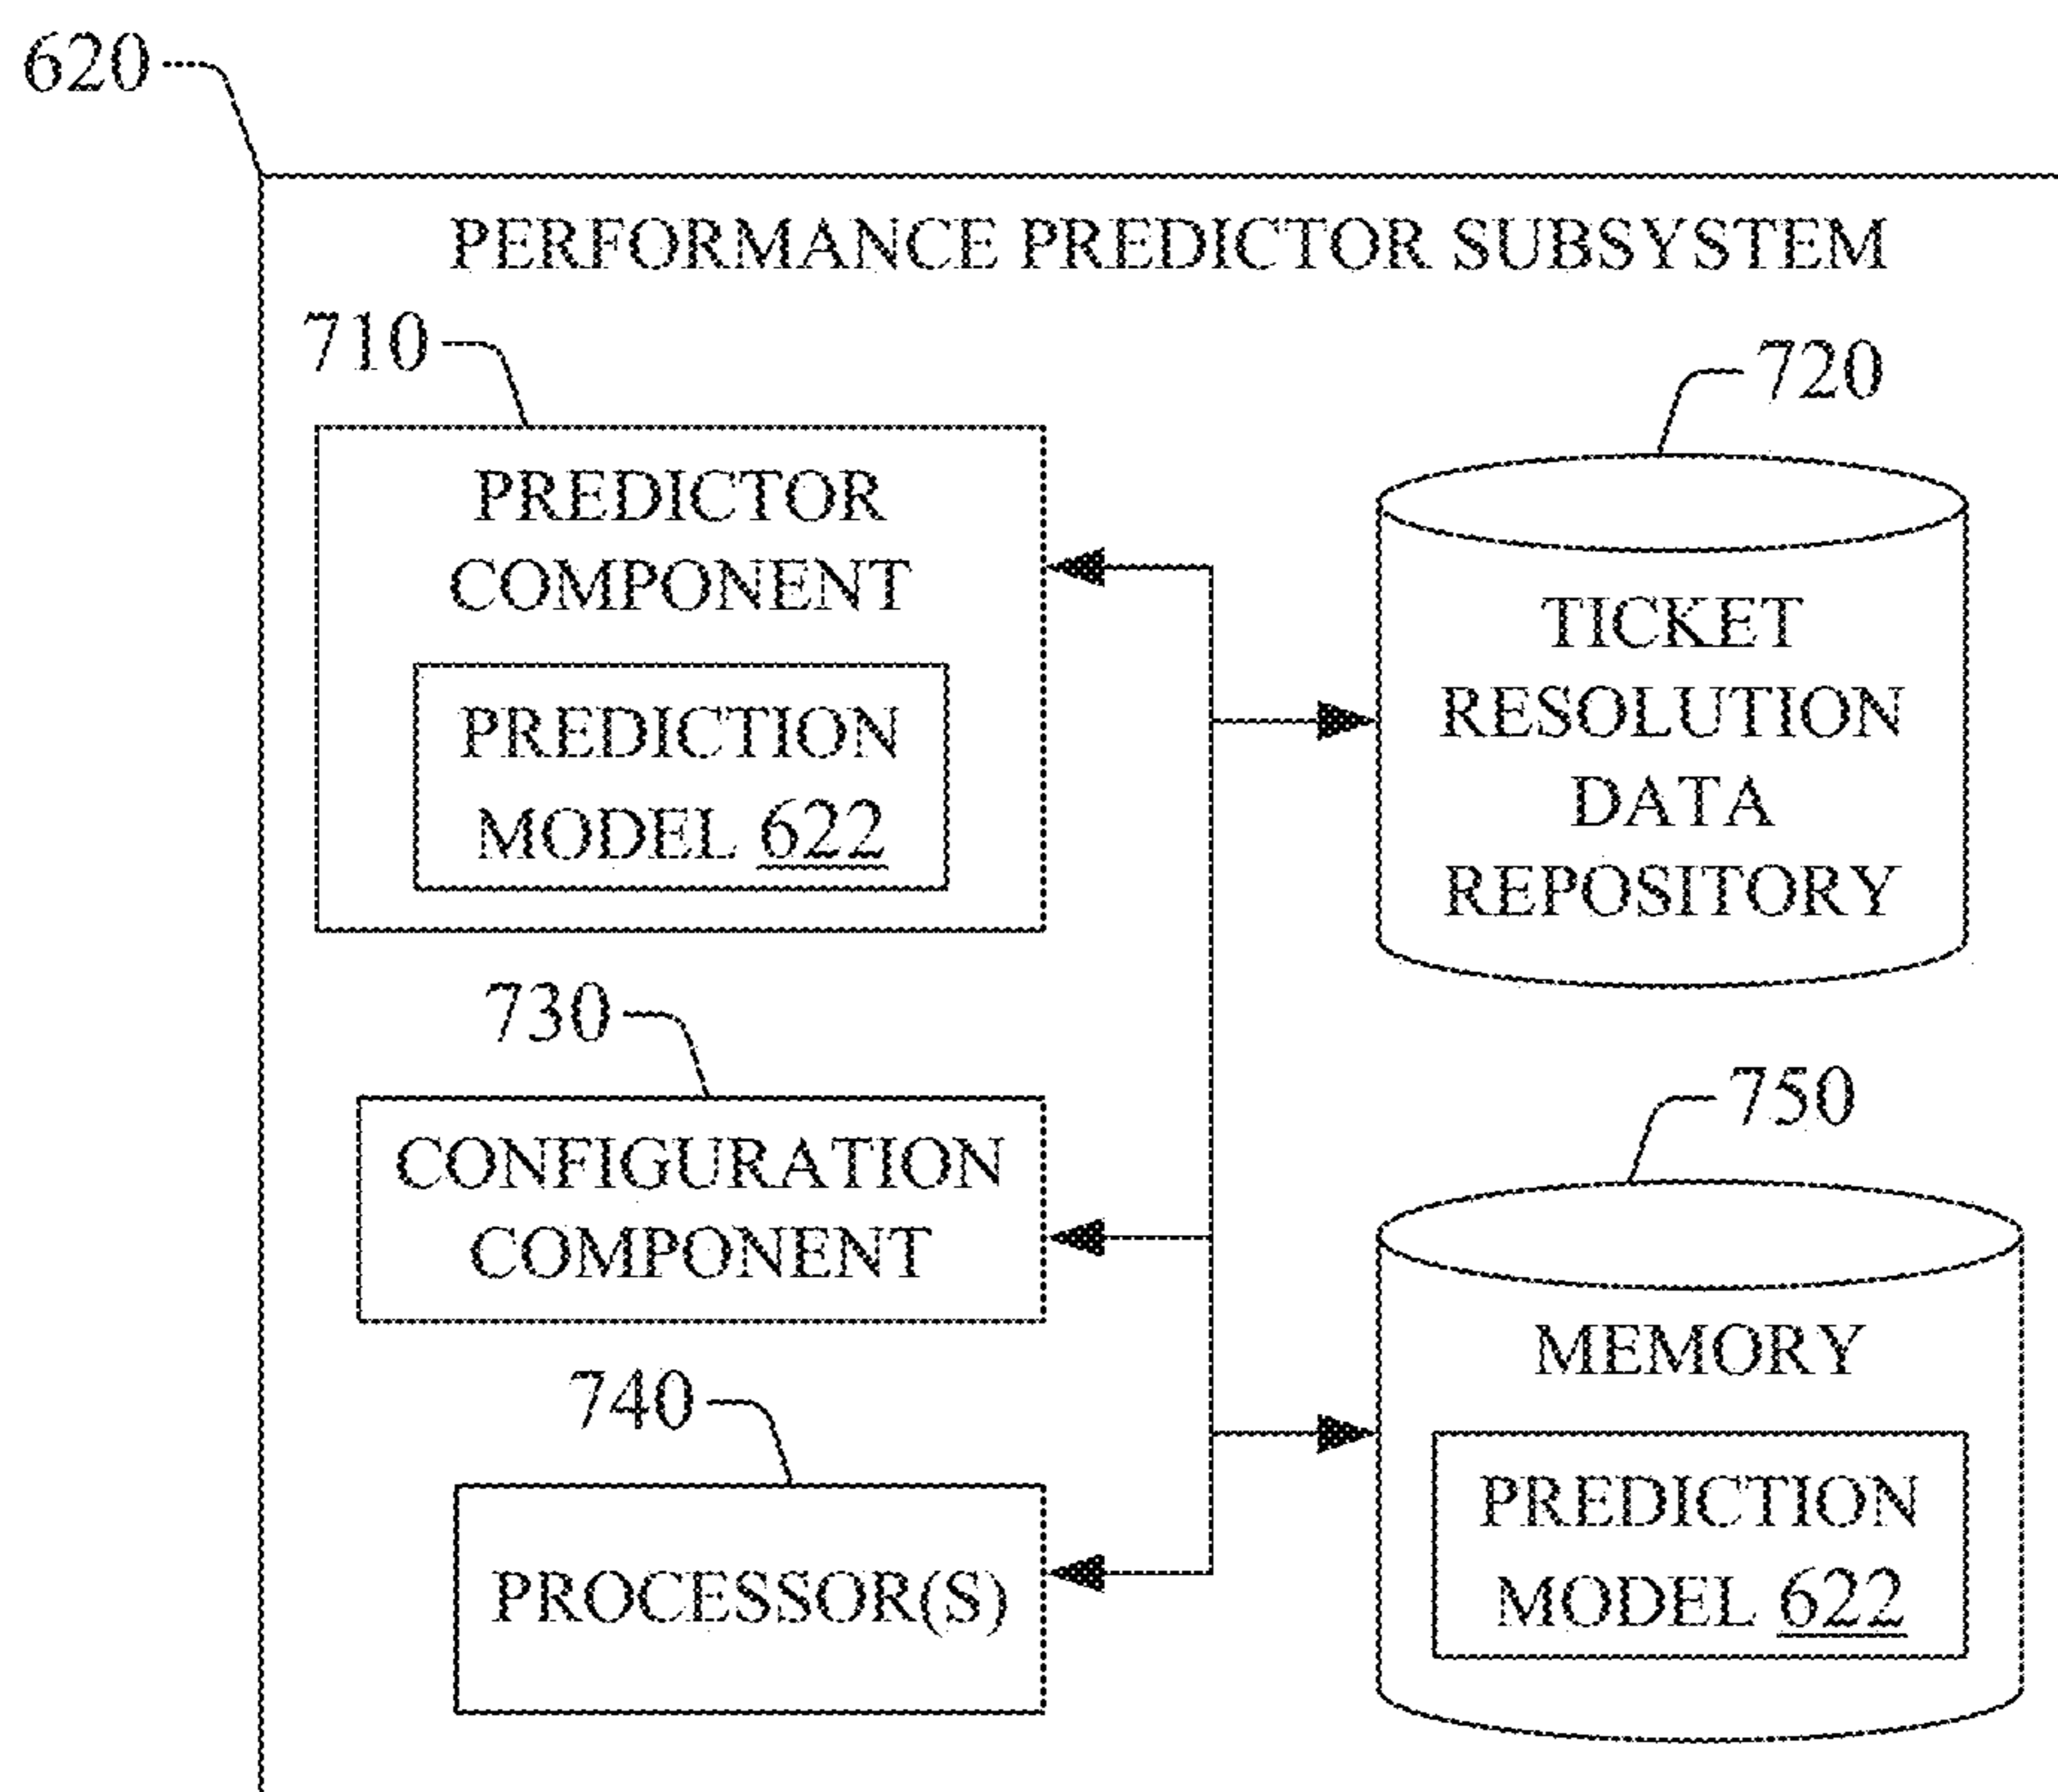 620
PERFORMANCE PREDICTOR SUBSYSTEM
710
720
PREDICTOR
COMPONENT
PREDICTION
MODEL 622
TICKET
RESOLUTION
DATA
REPOSITORY
730
CONFIGURATION
COMPONENT
750
MEMORY
PREDICTION
MODEL 622
740
PROCESSOR(S)